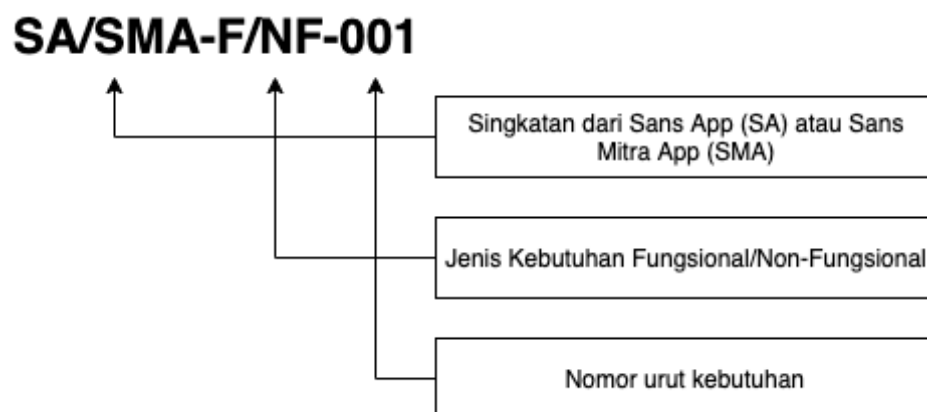 SA/SMA-F/NF-001
Singkatan dari Sans App (SA) atau Sans
Mitra App (SMA)
Jenis Kebutuhan Fungsional/Non-Fungsional
Nomor urut kebutuhan